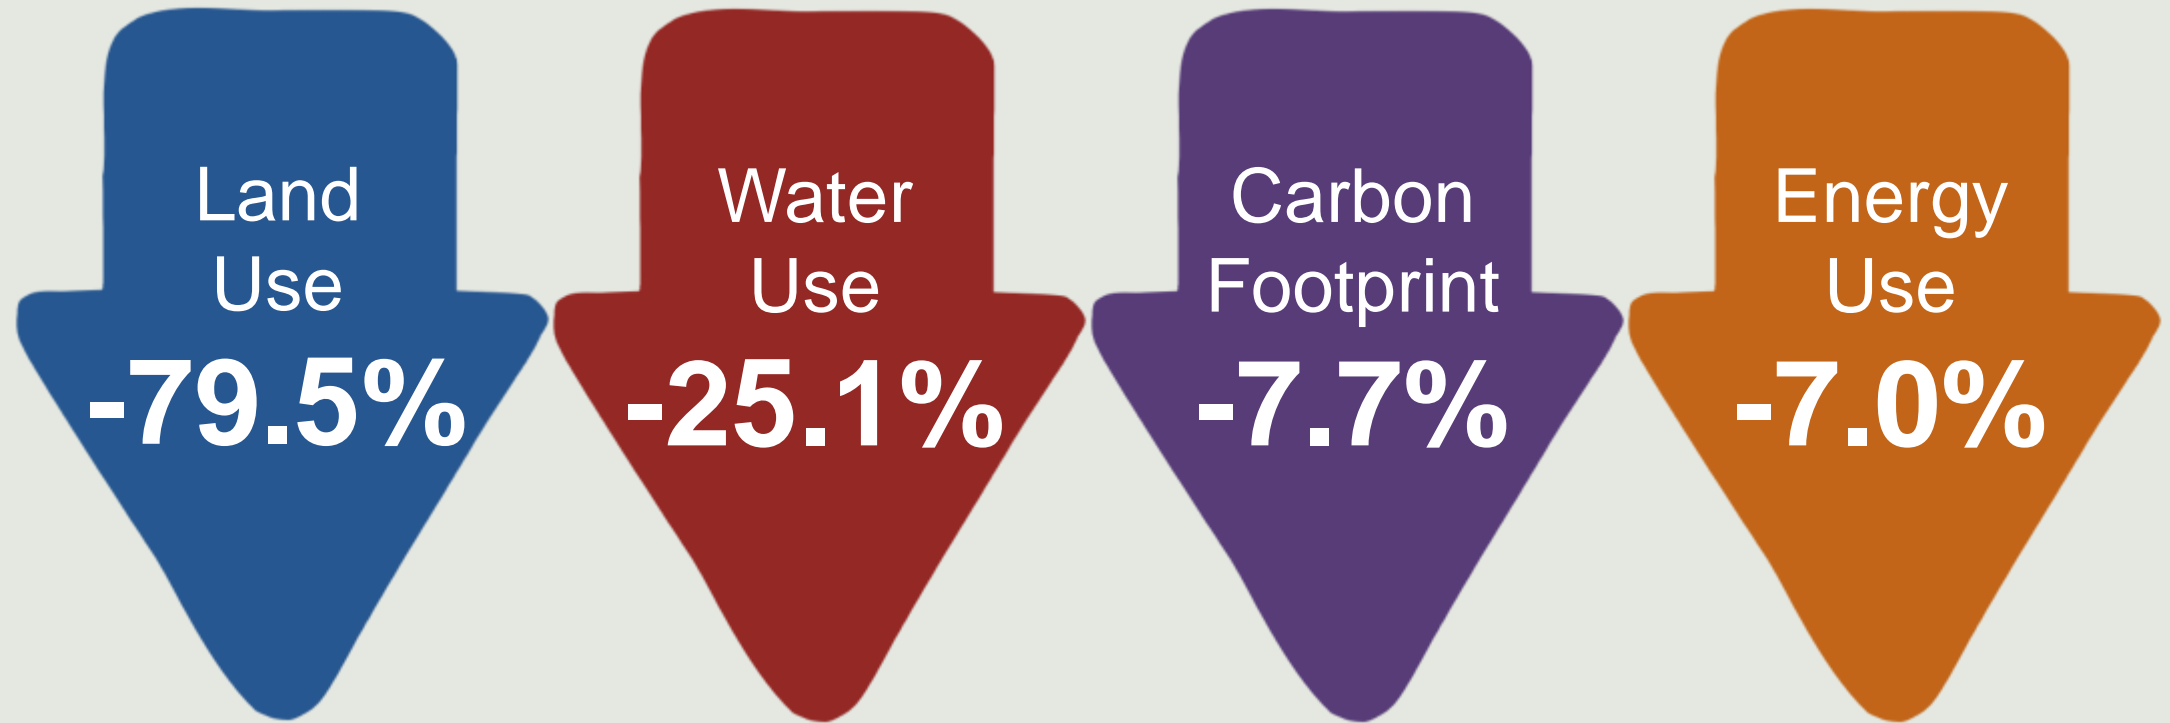 Land
Use
-79.5%
Water
Use
-25.1%
Carbon
Footprint
-7.7%
Energy
Use
-7.0%